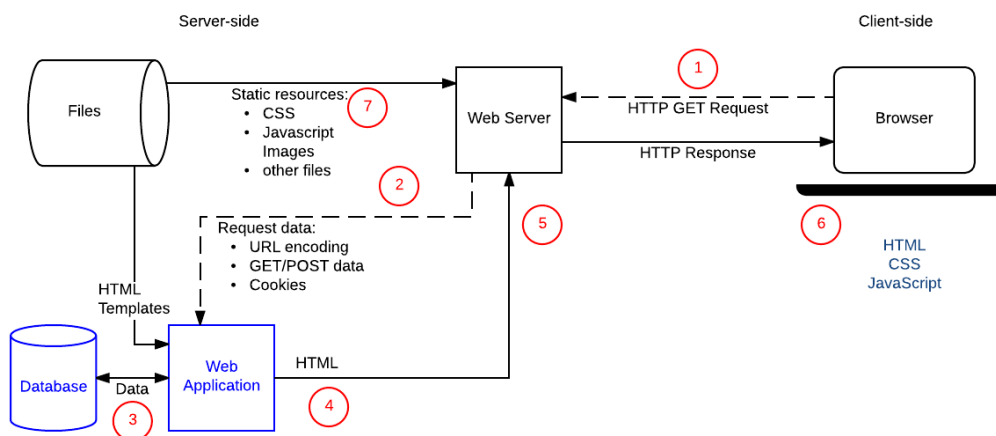 Server-side
Client-side
Files
Static resources:
• CSS
• Javascript
Images
• other files
7
Web Server
1
HTTP GET Request
HTTP Response
Browser
2
Request data:
• URL encoding
• GET/POST data
• Cookies
5
6
HTML
CSS
JavaScript
HTML
Templates
Database
Data
3
Web
Application
HTML
4